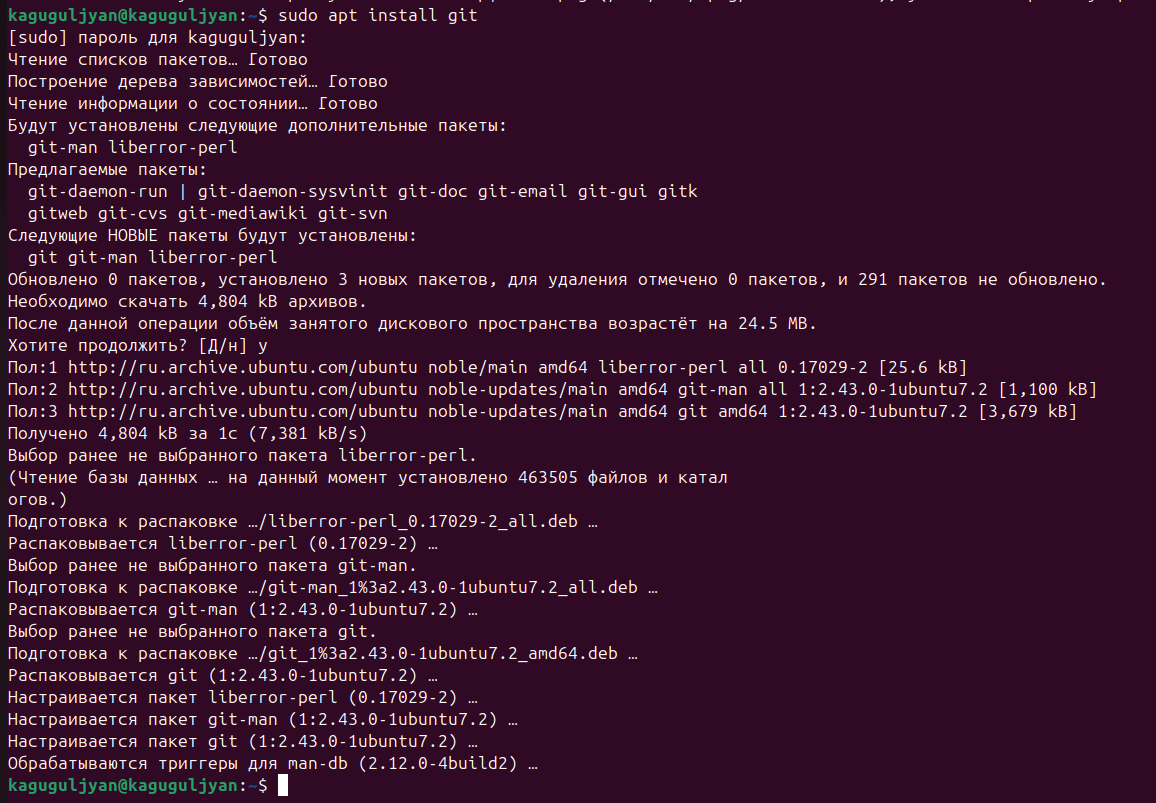 kaguguljyan@kaguguljyan:~$ sudo apt install git
[sudo] пароль для kaguguljyan:
Чтение списков пакетов… Готово
Построение дерева зависимостей… Готово
Чтение информации о состоянии… Готово
Будут установлены следующие дополнительные пакеты:
  git-man liberror-perl
Предлагаемые пакеты:
  git-daemon-run | git-daemon-sysvinit git-doc git-email git-gui gitk
  gitweb git-cvs git-mediawiki git-svn
Следующие НОВЫЕ пакеты будут установлены:
  git git-man liberror-perl
Обновлено 0 пакетов, установлено 3 новых пакетов, для удаления отмечено 0 пакетов, и 291 пакетов не обновлено.
Необходимо скачать 4,804 kB архивов.
После данной операции объём занятого дискового пространства возрастёт на 24.5 MB.
Хотите продолжить? [Д/н] y
Пол:1 http://ru.archive.ubuntu.com/ubuntu noble/main amd64 liberror-perl all 0.17029-2 [25.6 kB]
Пол:2 http://ru.archive.ubuntu.com/ubuntu noble-updates/main amd64 git-man all 1:2.43.0-1ubuntu7.2 [1,100 kB]
Пол:3 http://ru.archive.ubuntu.com/ubuntu noble-updates/main amd64 git amd64 1:2.43.0-1ubuntu7.2 [3,679 kB]
Получено 4,804 kB за 1с (7,381 kB/s)
Выбор ранее не выбранного пакета liberror-perl.
(Чтение базы данных … на данный момент установлено 463505 файлов и катал
огов.)
Подготовка к распаковке …/liberror-perl_0.17029-2_all.deb …
Распаковывается liberror-perl (0.17029-2) …
Выбор ранее не выбранного пакета git-man.
Подготовка к распаковке …/git-man_1%3a2.43.0-1ubuntu7.2_all.deb …
Распаковывается git-man (1:2.43.0-1ubuntu7.2) …
Выбор ранее не выбранного пакета git.
Подготовка к распаковке …/git_1%3a2.43.0-1ubuntu7.2_amd64.deb …
Распаковывается git (1:2.43.0-1ubuntu7.2) …
Настраивается пакет liberror-perl (0.17029-2) …
Настраивается пакет git-man (1:2.43.0-1ubuntu7.2) …
Настраивается пакет git (1:2.43.0-1ubuntu7.2) …
Обрабатываются триггеры для man-db (2.12.0-4build2) …
kaguguljyan@kaguguljyan:~$